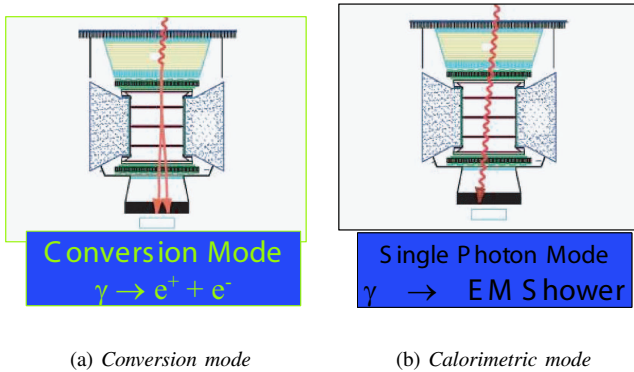 Conversion Mode
γ → e⁺ + e⁻
(a) Conversion mode
Single Photon Mode
γ → EM Shower
(b) Calorimetric mode